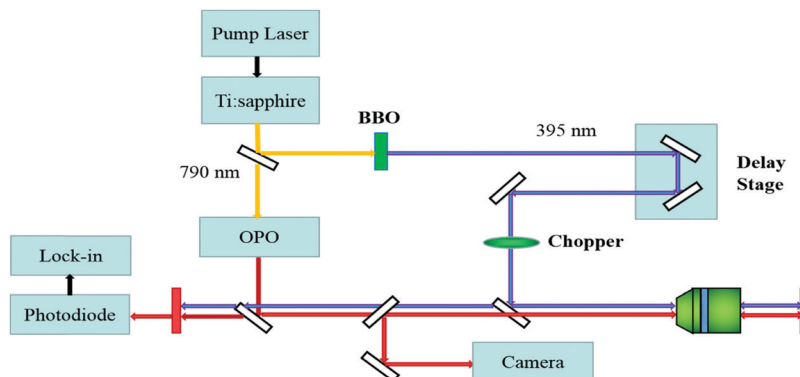 Pump Laser
Ti:sapphire
BBO
395 nm
790 nm
Delay
Stage
OPO
Chopper
Lock-in
Photodiode
Camera